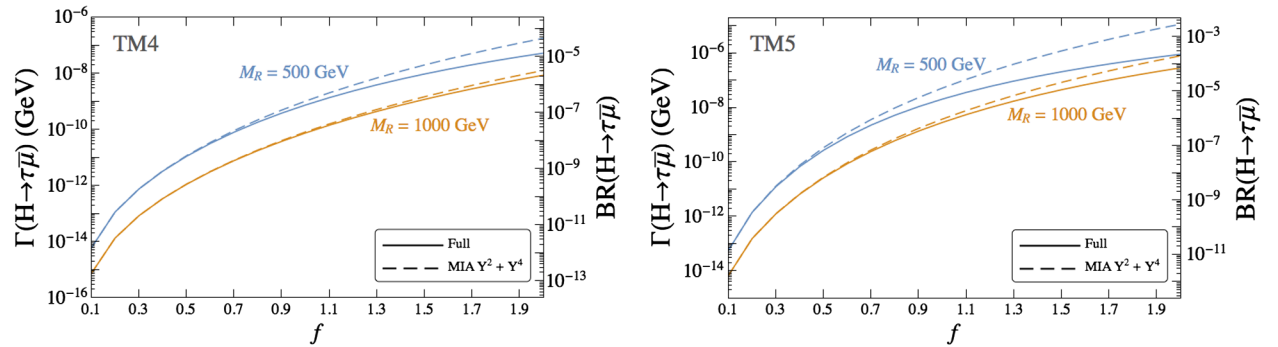 TM4
Γ(H→τμ̅) (GeV)
10⁻⁶
10⁻⁸
10⁻¹⁰
10⁻¹²
10⁻¹⁴
10⁻¹⁶
M_R = 500 GeV
M_R = 1000 GeV
Full
MIA Y² + Y⁴
0.1 0.3 0.5 0.7 0.9 1.1 1.3 1.5 1.7 1.9
f
10⁻⁵
10⁻⁷
10⁻⁹
10⁻¹¹
10⁻¹³
BR(H→τμ̅)
TM5
Γ(H→τμ̅) (GeV)
10⁻⁶
10⁻⁸
10⁻¹⁰
10⁻¹²
10⁻¹⁴
M_R = 500 GeV
M_R = 1000 GeV
Full
MIA Y² + Y⁴
0.1 0.3 0.5 0.7 0.9 1.1 1.3 1.5 1.7 1.9
f
10⁻³
10⁻⁵
10⁻⁷
10⁻⁹
10⁻¹¹
BR(H→τμ̅)